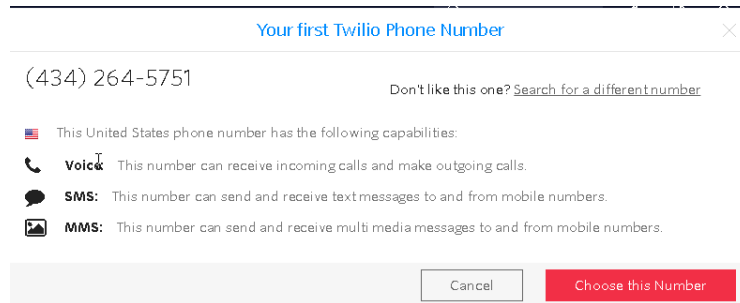 Your first Twilio Phone Number
(434) 264-5751
Don't like this one? Search for a different number
This United States phone number has the following capabilities:
Voice This number can receive incoming calls and make outgoing calls.
SMS: This number can send and receive text messages to and from mobile numbers.
MMS: This number can send and receive multi media messages to and from mobile numbers.
Cancel
Choose this Number